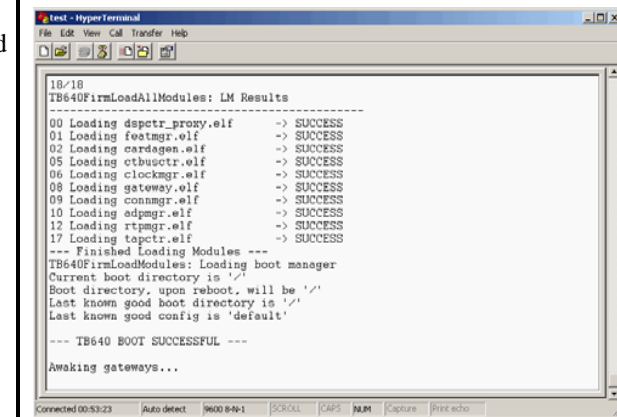 test - HyperTerminal
File Edit View Call Transfer Help
18/18
TB640FirmLoadAllModules: LM Results
------------------------------------------------
00 Loading dspctr_proxy.elf -> SUCCESS
01 Loading featmgr.elf -> SUCCESS
02 Loading cardagen.elf -> SUCCESS
05 Loading ctbusctr.elf -> SUCCESS
06 Loading clockmgr.elf -> SUCCESS
08 Loading gateway.elf -> SUCCESS
09 Loading connmgr.elf -> SUCCESS
10 Loading adpmgr.elf -> SUCCESS
12 Loading rtpmgr.elf -> SUCCESS
17 Loading tapctr.elf -> SUCCESS
--- Finished Loading Modules ---
TB640FirmLoadModules: Loading boot manager
Current boot directory is '/'
Boot directory, upon reboot, will be '/'
Last known good boot directory is '/'
Last known good config is 'default'
--- TB640 BOOT SUCCESSFUL ---
Awaking gateways...
Connected 00:53:23 Auto detect 9600 8-N-1 SCROLL CAPS NUM Capture Print echo